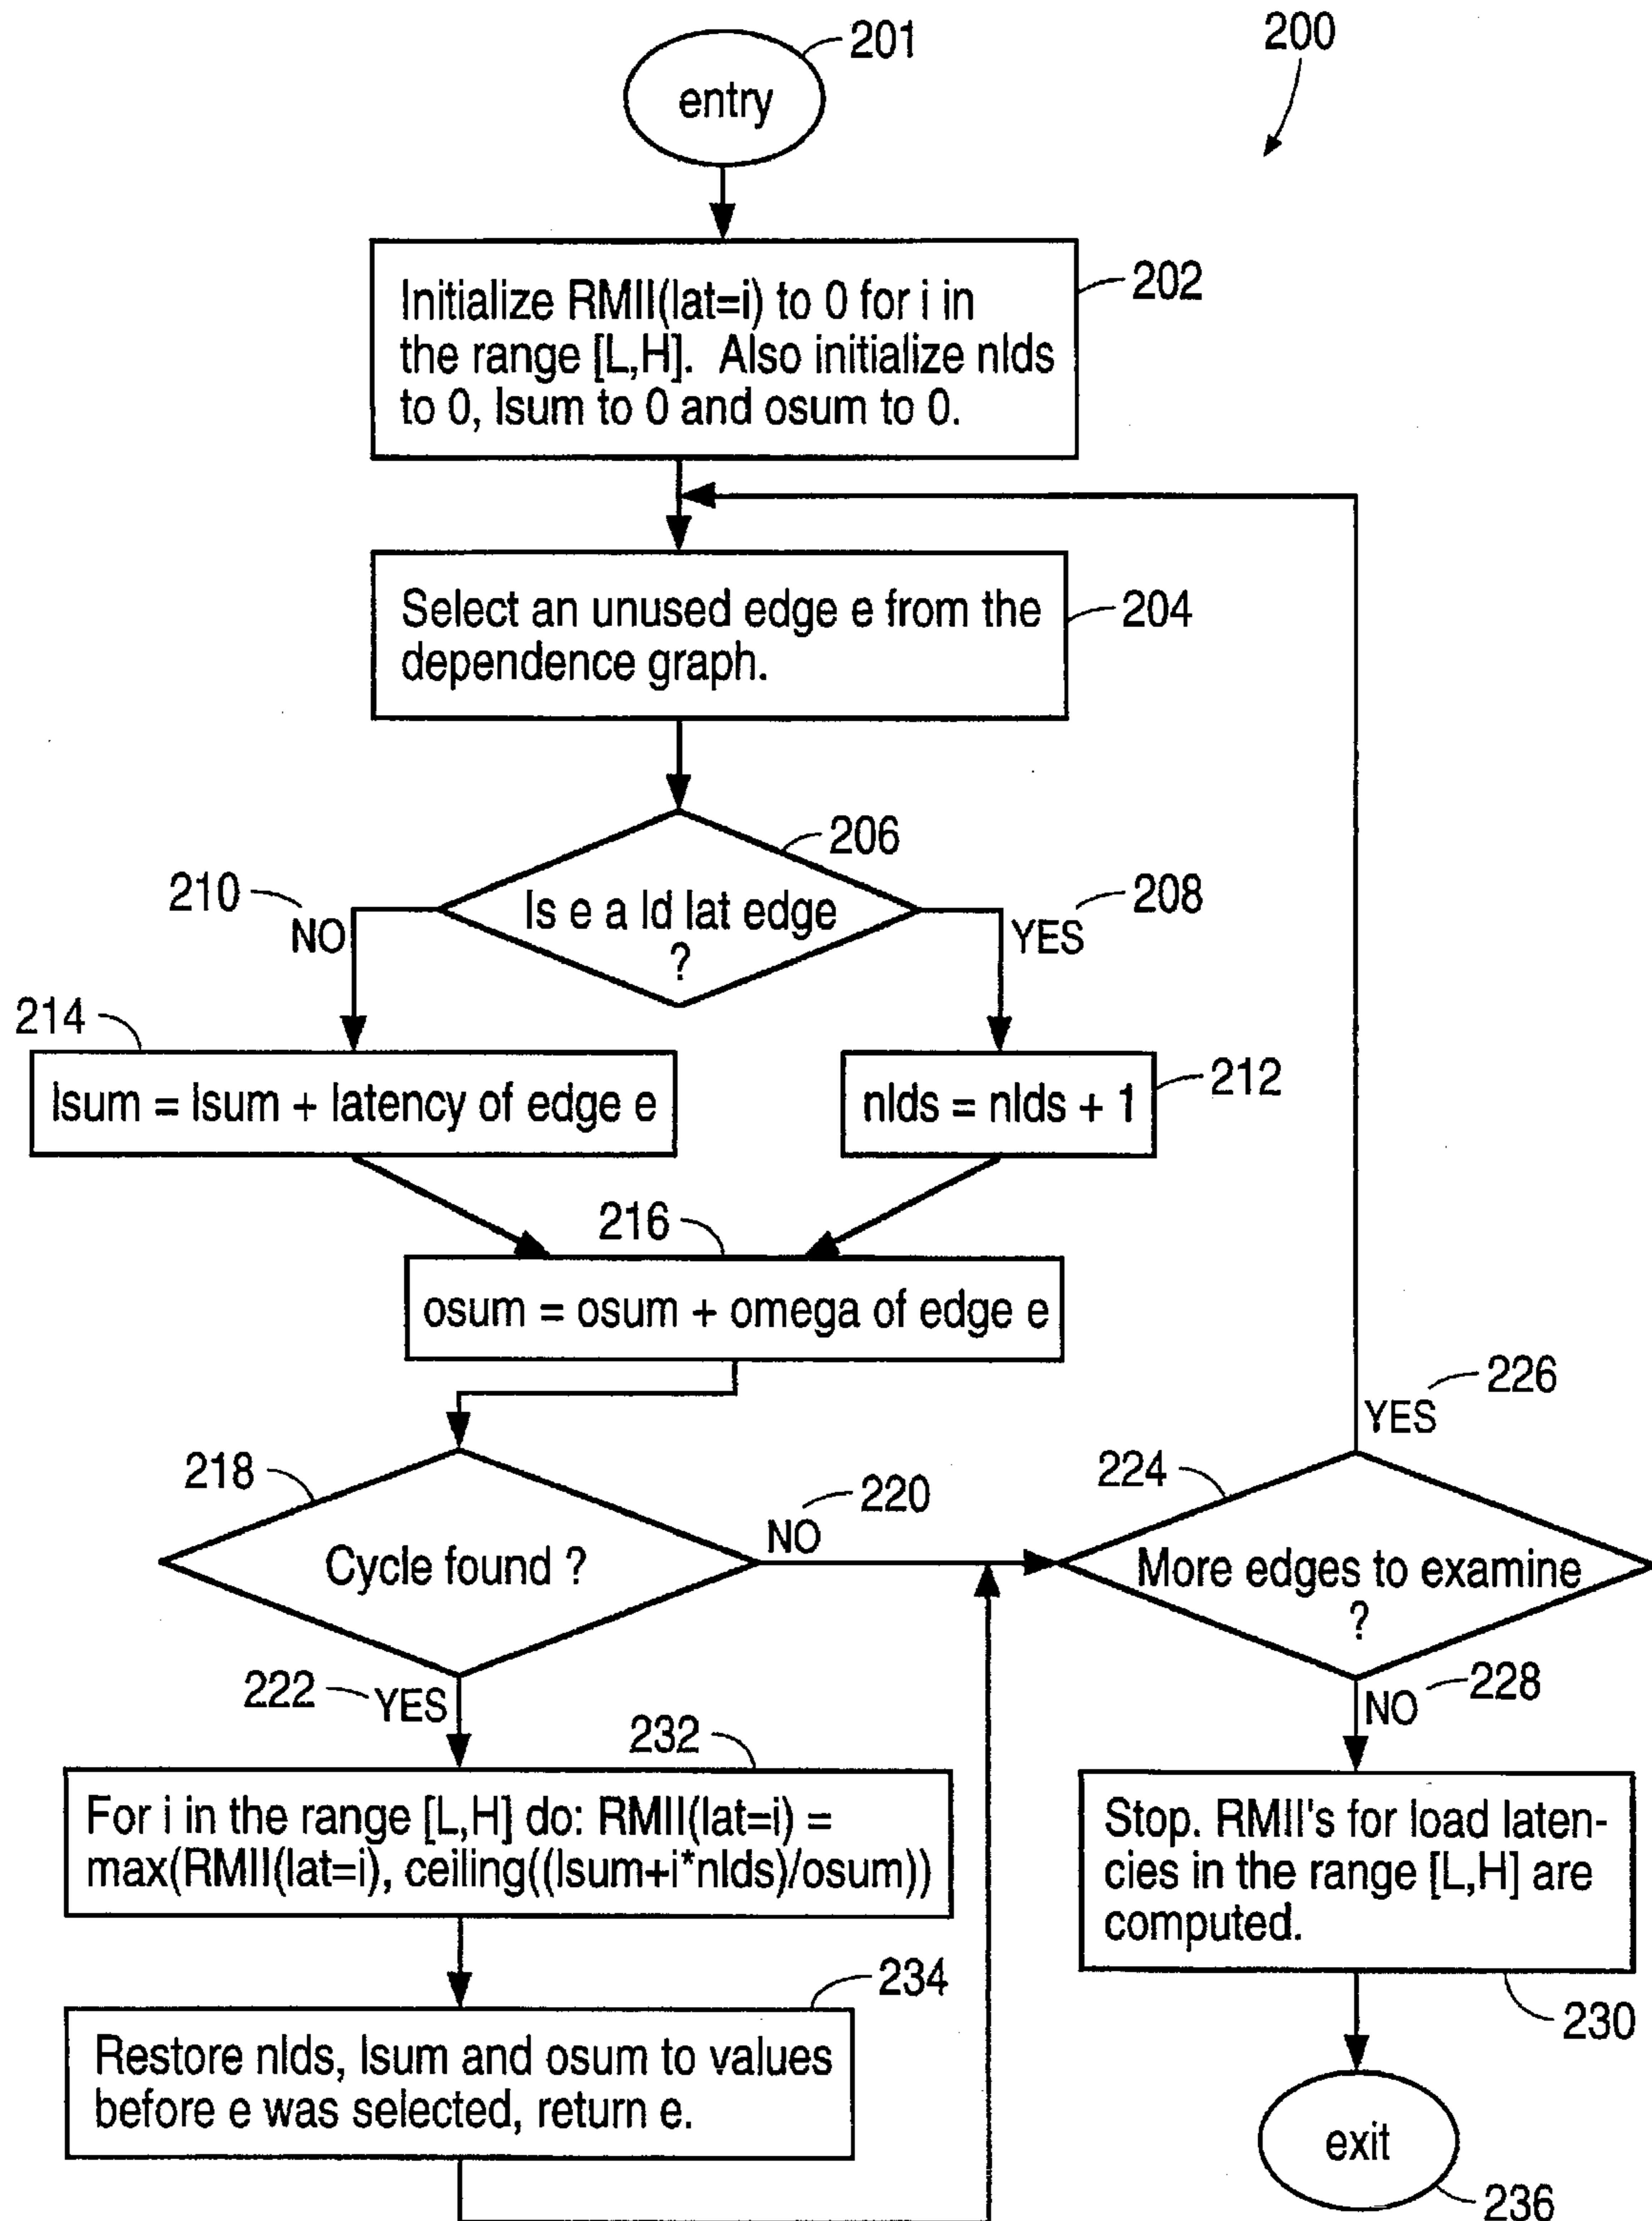 201
200
entry
202
Initialize RMII(lat=i) to 0 for i in
the range [L,H]. Also initialize nlds
to 0, lsum to 0 and osum to 0.
204
Select an unused edge e from the
dependence graph.
206
210
208
NO
Is e a ld lat edge
?
YES
214
212
lsum = lsum + latency of edge e
nlds = nlds + 1
216
osum = osum + omega of edge e
226
YES
218
220
224
NO
Cycle found ?
More edges to examine
?
222
YES
228
NO
232
For i in the range [L,H] do: RMII(lat=i) =
max(RMII(lat=i), ceiling((lsum+i*nlds)/osum))
Stop. RMII's for load laten-
cies in the range [L,H] are
computed.
234
230
Restore nlds, lsum and osum to values
before e was selected, return e.
exit
236